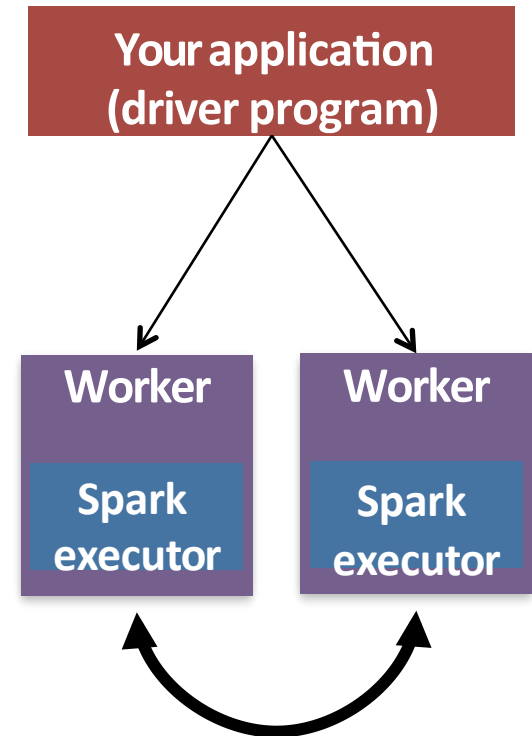 Your application
(driver program)
Worker
Spark
executor
Worker
Spark
executor